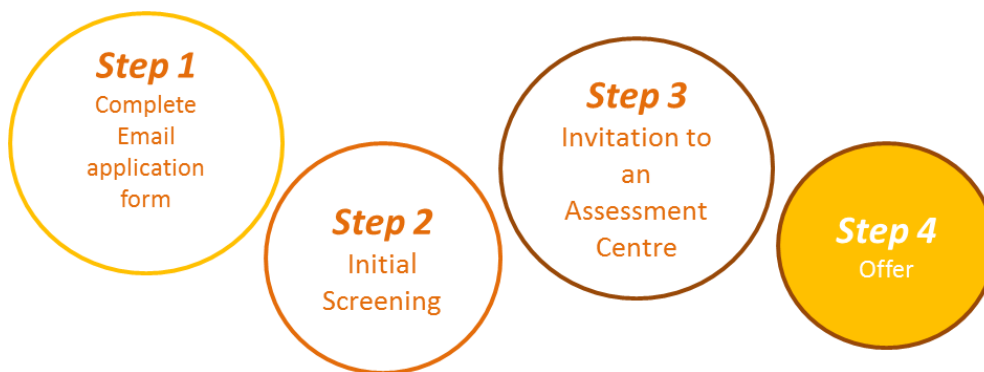 Step 1
Complete
Email
application
form
Step 2
Initial
Screening
Step 3
Invitation to
an
Assessment
Centre
Step 4
Offer